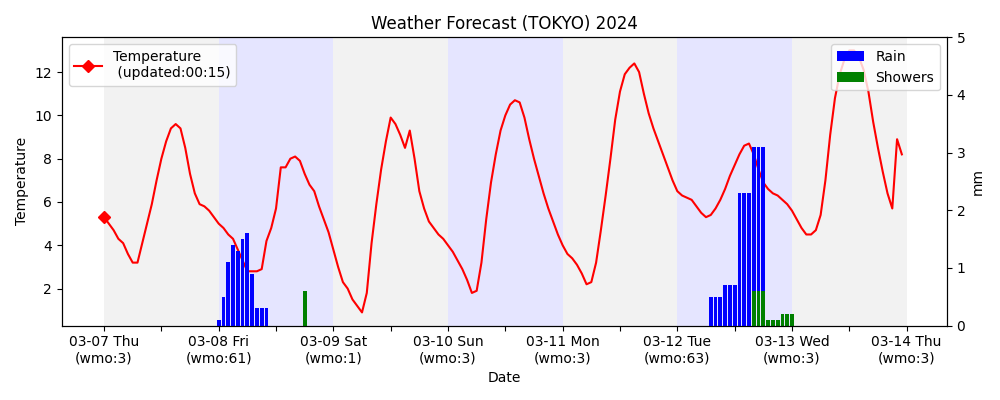 Weather Forecast (TOKYO) 2024
Temperature
(updated:00:15)
Rain
Showers
Temperature
12
10
8
6
4
2
5
4
3
2
1
0
mm
03-07 Thu
(wmo:3)
03-08 Fri
(wmo:61)
03-09 Sat
(wmo:1)
03-10 Sun
(wmo:3)
03-11 Mon
(wmo:3)
03-12 Tue
(wmo:63)
03-13 Wed
(wmo:3)
03-14 Thu
(wmo:3)
Date